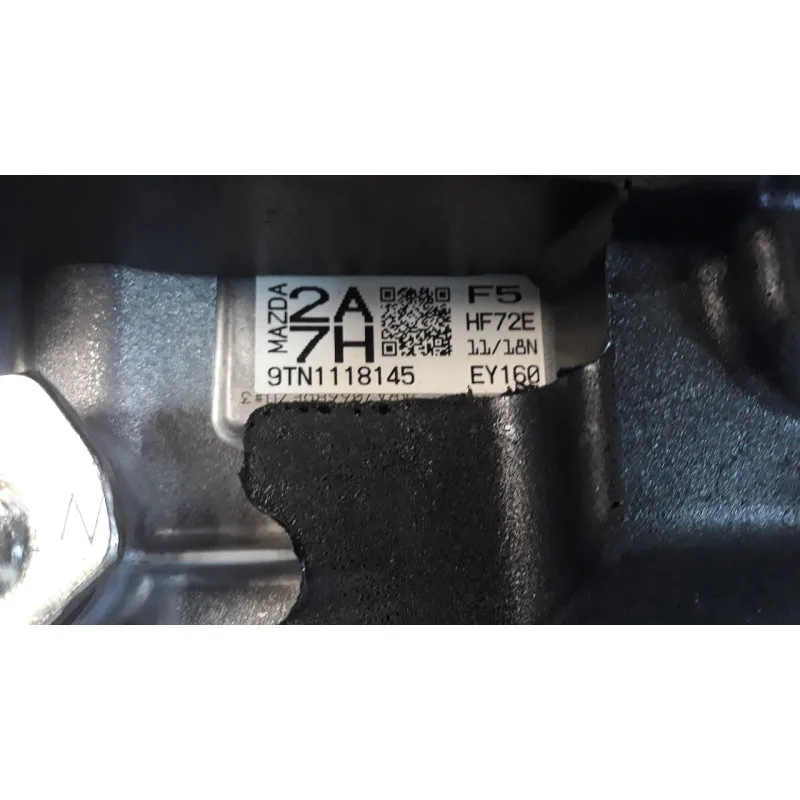 MAZDA
2A
7H
F5
HF72E
11/18N
9TN1118145
EY160
N